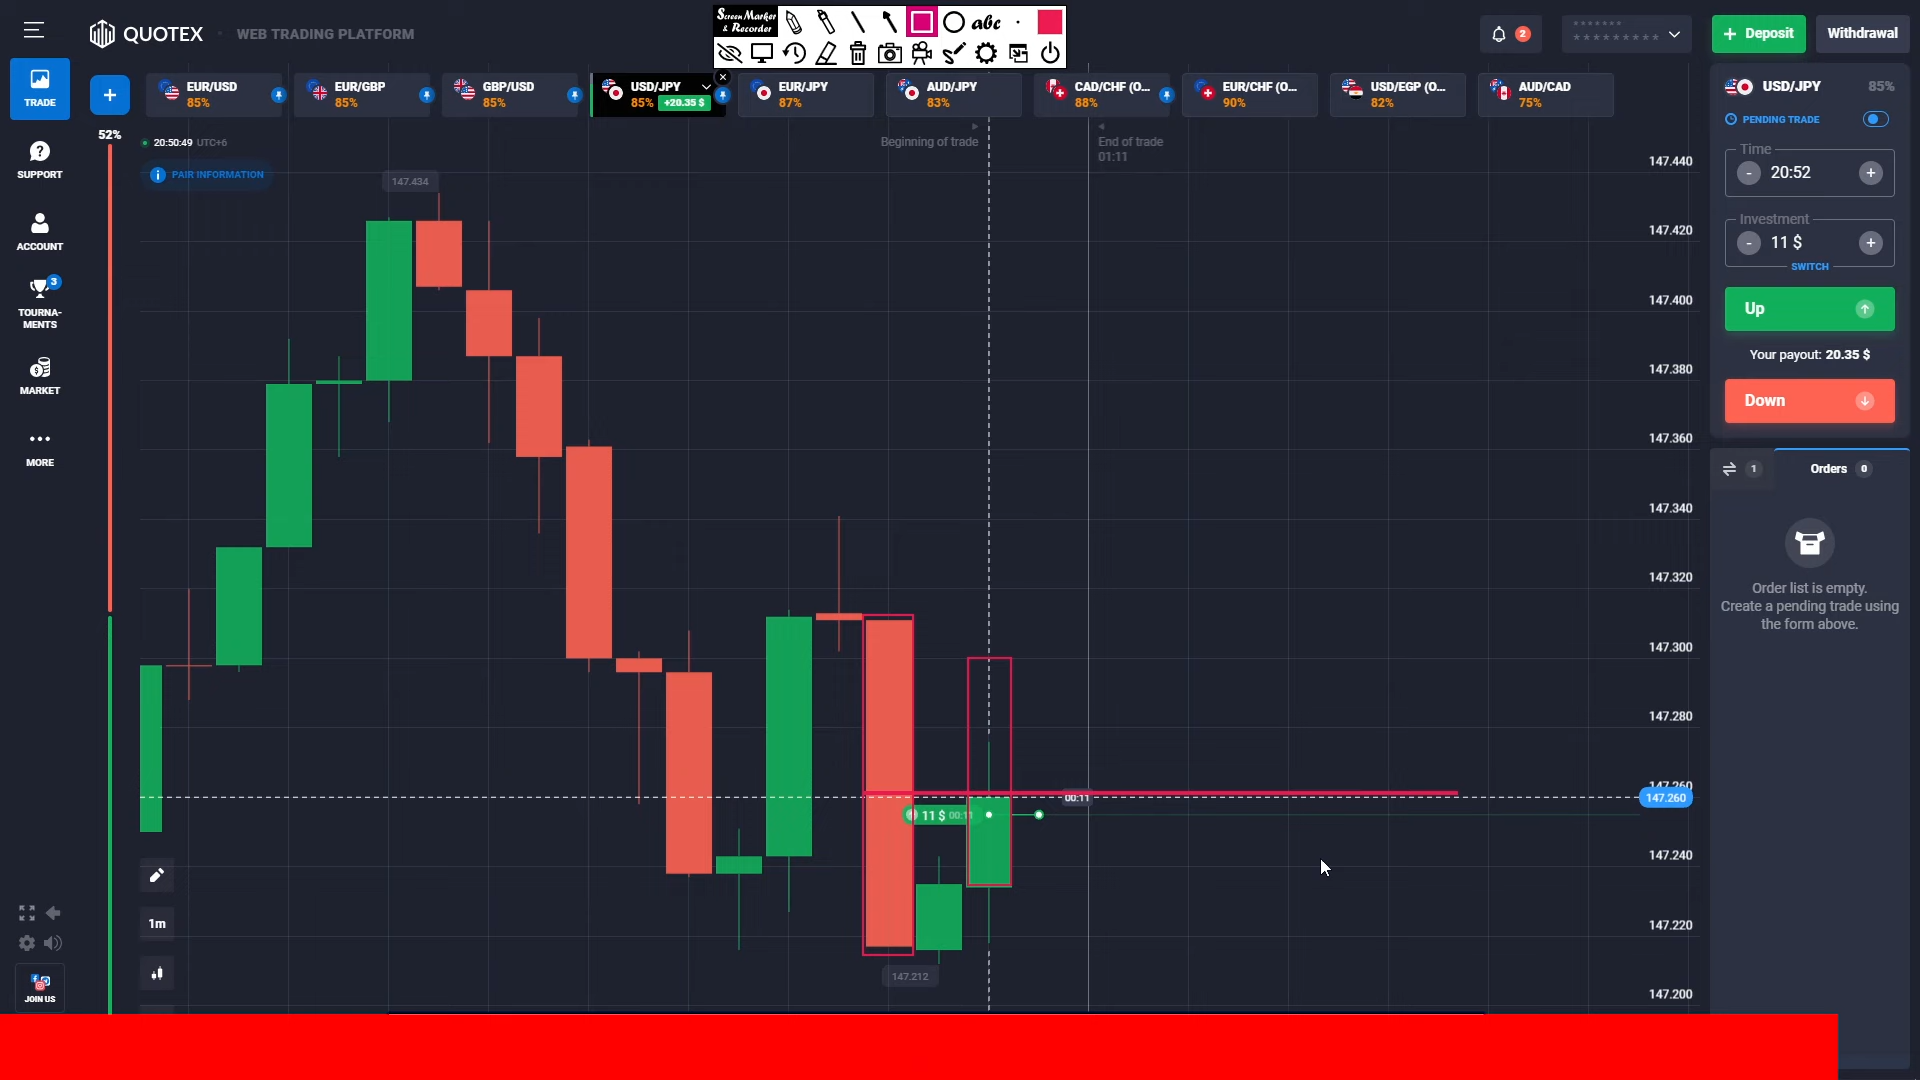 QUOTEX
WEB TRADING PLATFORM
Screen Marker
& Recorder
abc
2
Deposit
Withdrawal
TRADE
SUPPORT
ACCOUNT
3
TOURNA-
MENTS
MARKET
MORE
JOIN US
EUR/USD
85%
EUR/GBP
85%
GBP/USD
85%
USD/JPY
85% +20.35 $
EUR/JPY
87%
AUD/JPY
83%
CAD/CHF (O...
88%
EUR/CHF (O...
90%
USD/EGP (O...
82%
AUD/CAD
75%
52%
20:50:49 UTC+6
PAIR INFORMATION
Beginning of trade
End of trade
01:11
147.434
147.440
147.420
147.400
147.380
147.360
147.340
147.320
147.300
147.280
147.260
147.260
147.240
147.220
147.200
00:11
11 $ 00:11
147.212
1m
USD/JPY 85%
PENDING TRADE
Time
- 20:52 +
Investment
- 11 $ +
SWITCH
Up
Your payout: 20.35 $
Down
1
Orders 0
Order list is empty.
Create a pending trade using
the form above.